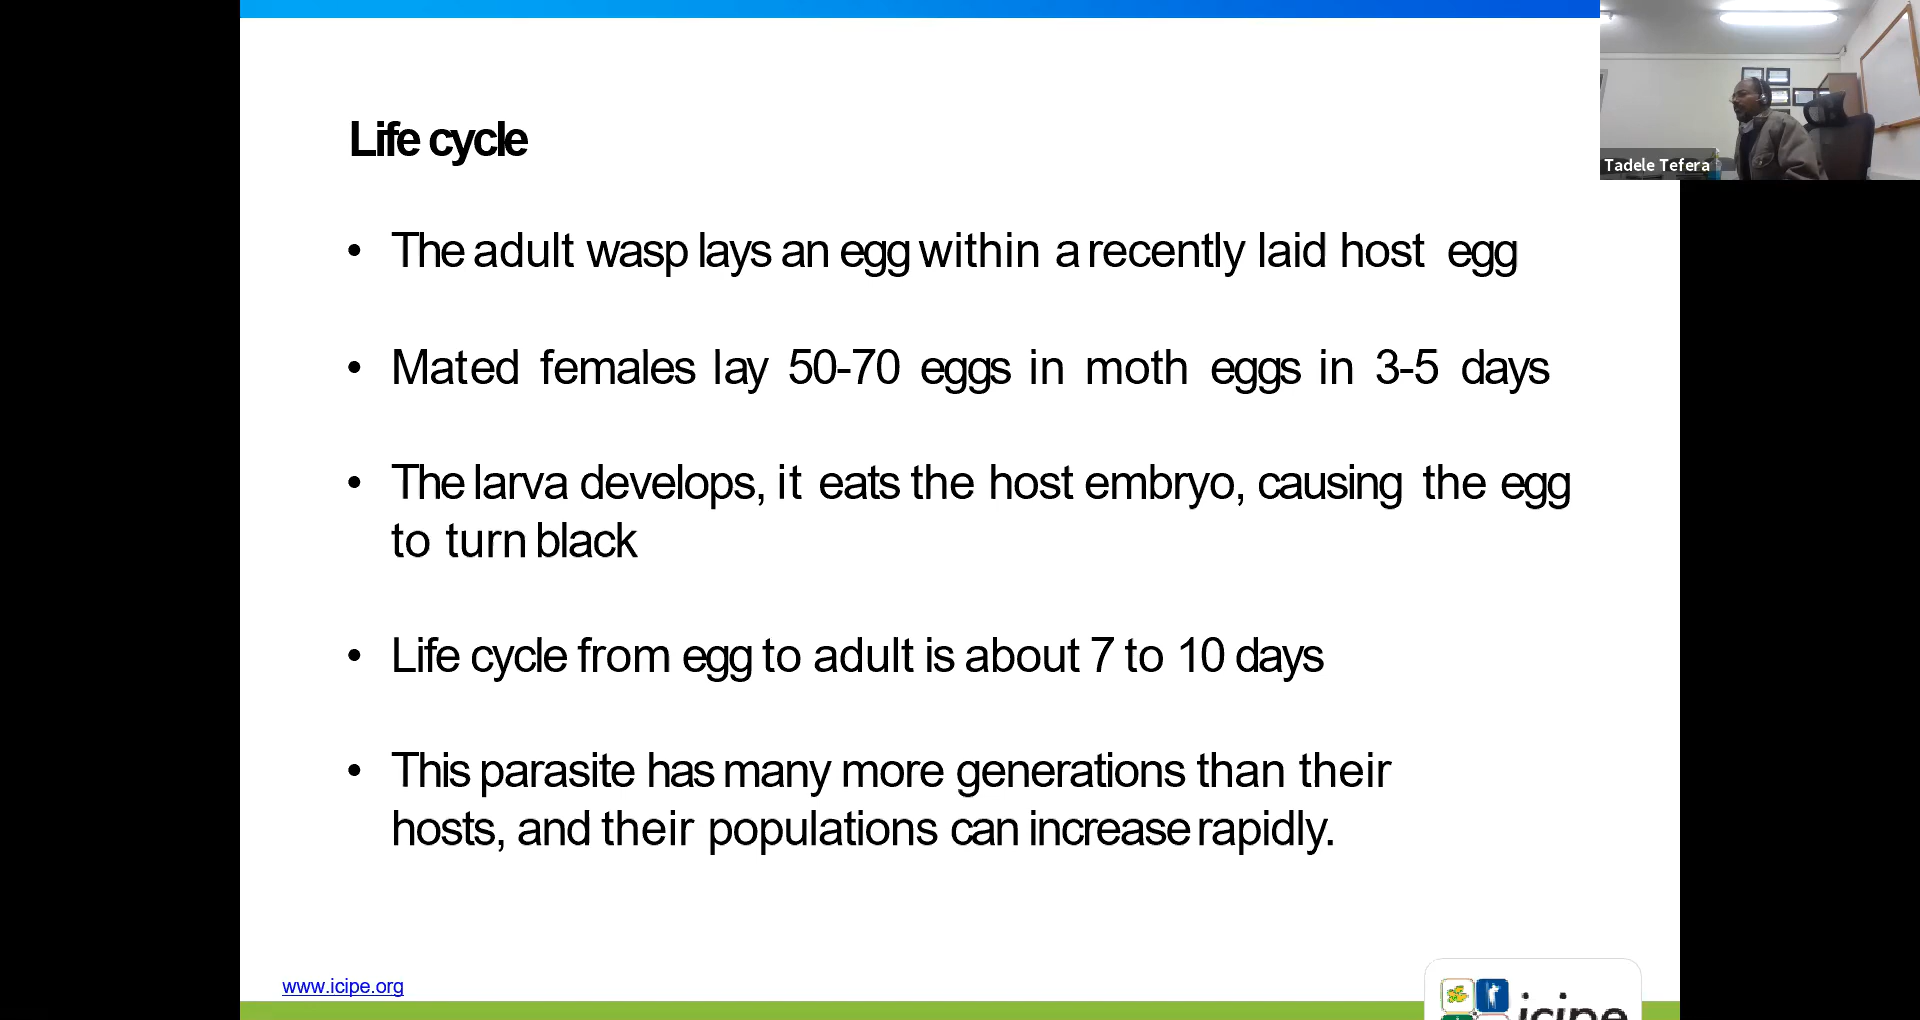 Life cycle
Tadele Tefera
• The adult wasp lays an egg within a recently laid host egg
• Mated females lay 50-70 eggs in moth eggs in 3-5 days
• The larva develops, it eats the host embryo, causing the egg
to turn black
• Life cycle from egg to adult is about 7 to 10 days
• This parasite has many more generations than their
hosts, and their populations can increase rapidly.
www.icipe.org
icipe